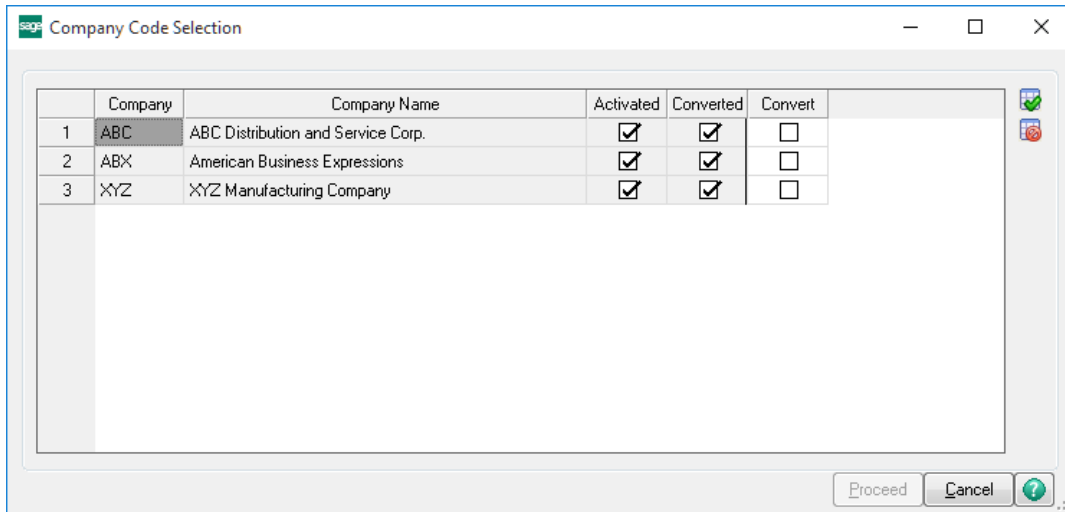 sage Company Code Selection
Company Company Name Activated Converted Convert
1 ABC ABC Distribution and Service Corp.
2 ABX American Business Expressions
3 XYZ XYZ Manufacturing Company
Proceed Cancel ?